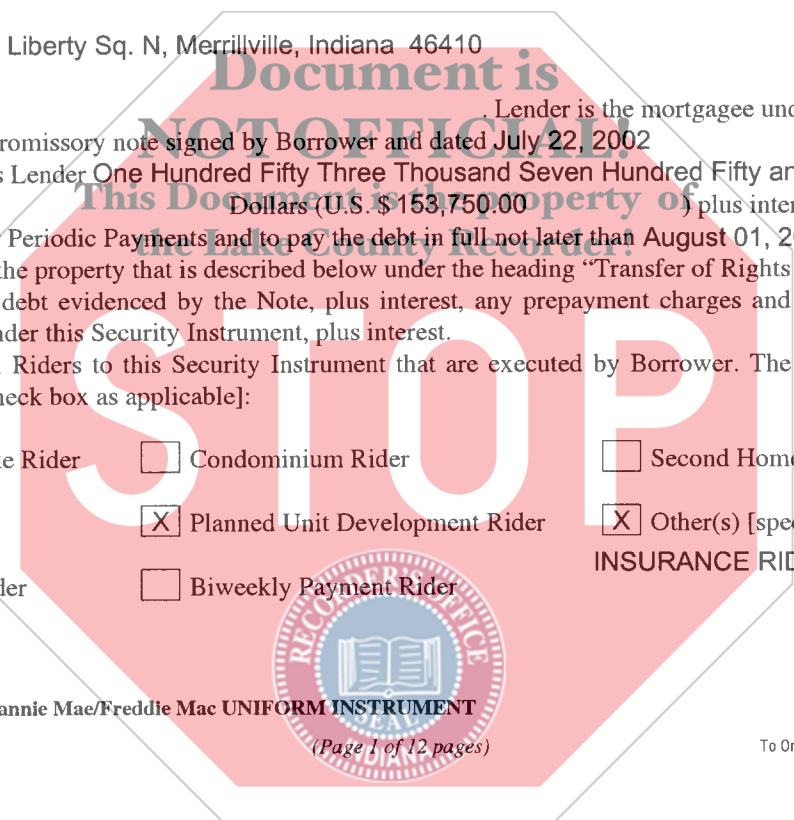 Liberty Sq. N, Merrillville, Indiana 46410
Document is
. Lender is the mortgagee und
NOT OFFICIAL!
romissory note signed by Borrower and dated July 22, 2002
s Lender One Hundred Fifty Three Thousand Seven Hundred Fifty an
This Document is the property of
Dollars (U.S. $ 153,750.00 ) plus inter
the Lake County Recorder!
Periodic Payments and to pay the debt in full not later than August 01, 2
the property that is described below under the heading “Transfer of Rights
debt evidenced by the Note, plus interest, any prepayment charges and
nder this Security Instrument, plus interest.
Riders to this Security Instrument that are executed by Borrower. The
heck box as applicable]:
STOP
e Rider
Condominium Rider
Second Home
X Planned Unit Development Rider
X Other(s) [spe
INSURANCE RID
der
Biweekly Payment Rider
RECORDER'S OFFICE
SEAL
INDIANA
annie Mae/Freddie Mac UNIFORM INSTRUMENT
(Page 1 of 12 pages)
To Or